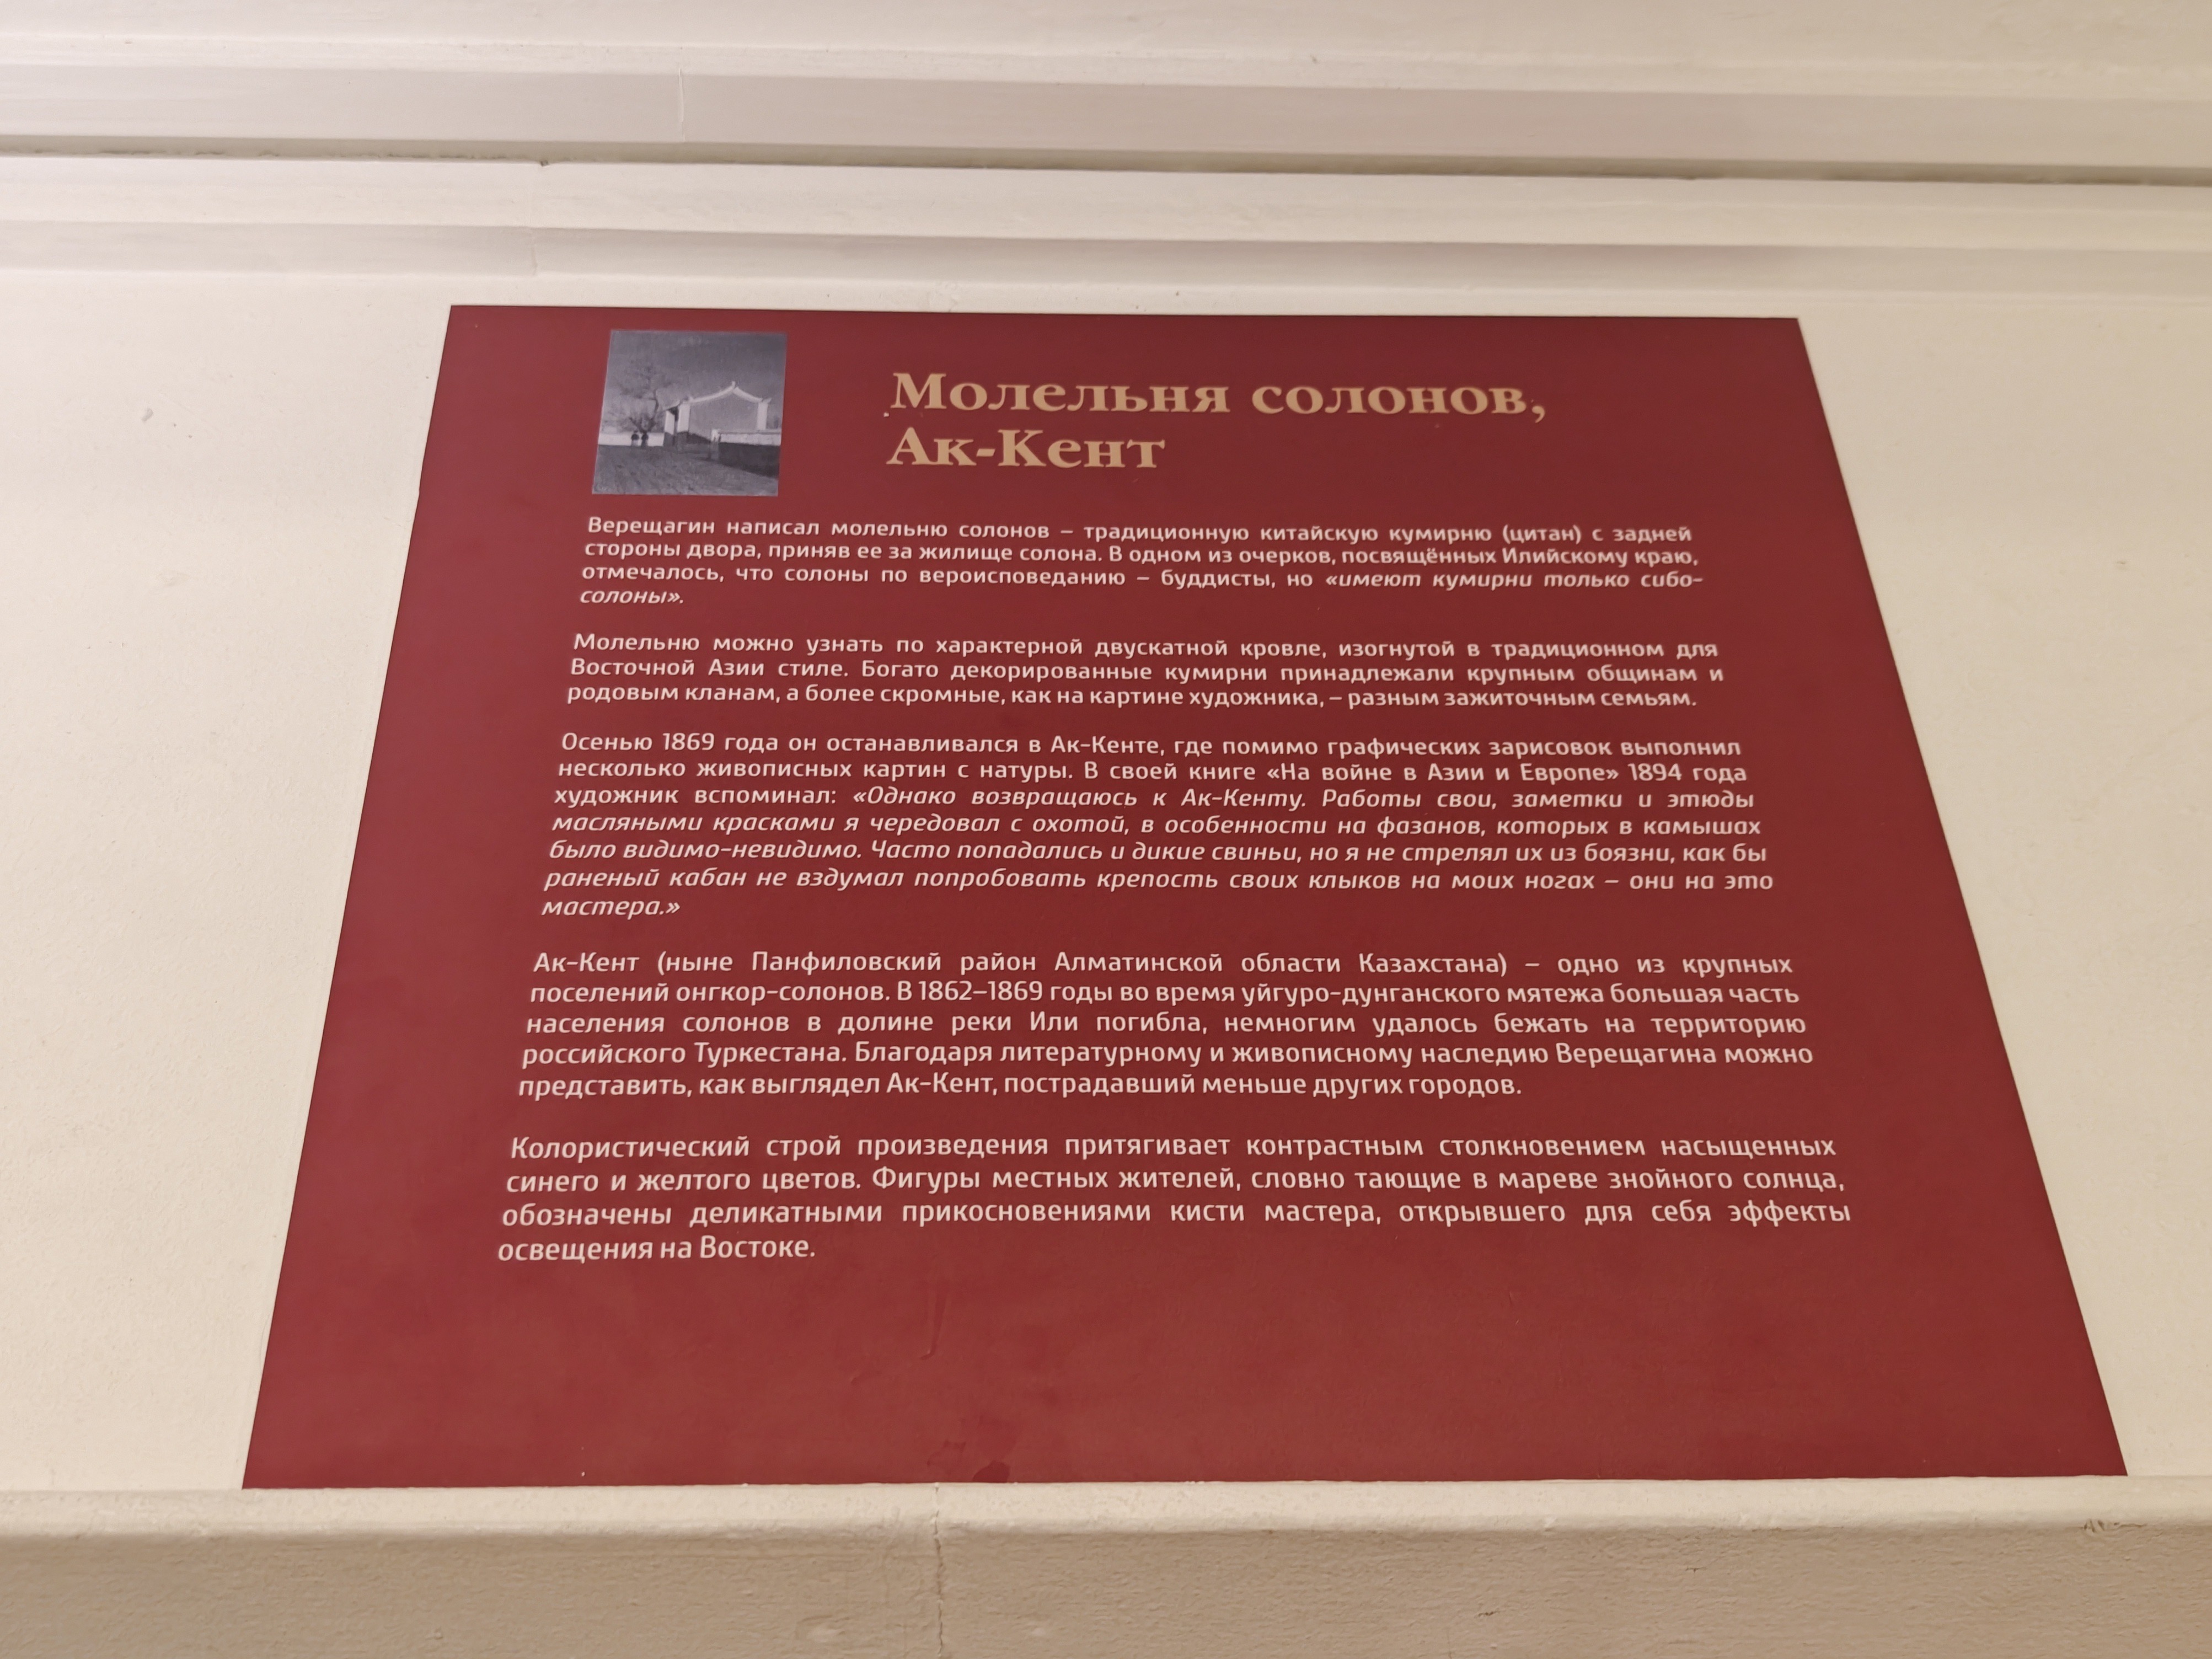 Молельня солонов,
Ак-Кент
Верещагин написал молельню солонов – традиционную китайскую кумирню (цитан) с задней
стороны двора, приняв ее за жилище солона. В одном из очерков, посвящённых Илийскому краю,
отмечалось, что солоны по вероисповеданию – буддисты, но «имеют кумирни только сибо-
солоны».
Молельню можно узнать по характерной двускатной кровле, изогнутой в традиционном для
Восточной Азии стиле. Богато декорированные кумирни принадлежали крупным общинам и
родовым кланам, а более скромные, как на картине художника, – разным зажиточным семьям.
Осенью 1869 года он останавливался в Ак-Кенте, где помимо графических зарисовок выполнил
несколько живописных картин с натуры. В своей книге «На войне в Азии и Европе» 1894 года
художник вспоминал: «Однако возвращаюсь к Ак-Кенту. Работы свои, заметки и этюды
масляными красками я чередовал с охотой, в особенности на фазанов, которых в камышах
было видимо-невидимо. Часто попадались и дикие свиньи, но я не стрелял их из боязни, как бы
раненый кабан не вздумал попробовать крепость своих клыков на моих ногах – они на это
мастера.»
Ак-Кент (ныне Панфиловский район Алматинской области Казахстана) – одно из крупных
поселений онгкор-солонов. В 1862–1869 годы во время уйгуро-дунганского мятежа большая часть
населения солонов в долине реки Или погибла, немногим удалось бежать на территорию
российского Туркестана. Благодаря литературному и живописному наследию Верещагина можно
представить, как выглядел Ак-Кент, пострадавший меньше других городов.
Колористический строй произведения притягивает контрастным столкновением насыщенных
синего и желтого цветов. Фигуры местных жителей, словно тающие в мареве знойного солнца,
обозначены деликатными прикосновениями кисти мастера, открывшего для себя эффекты
освещения на Востоке.